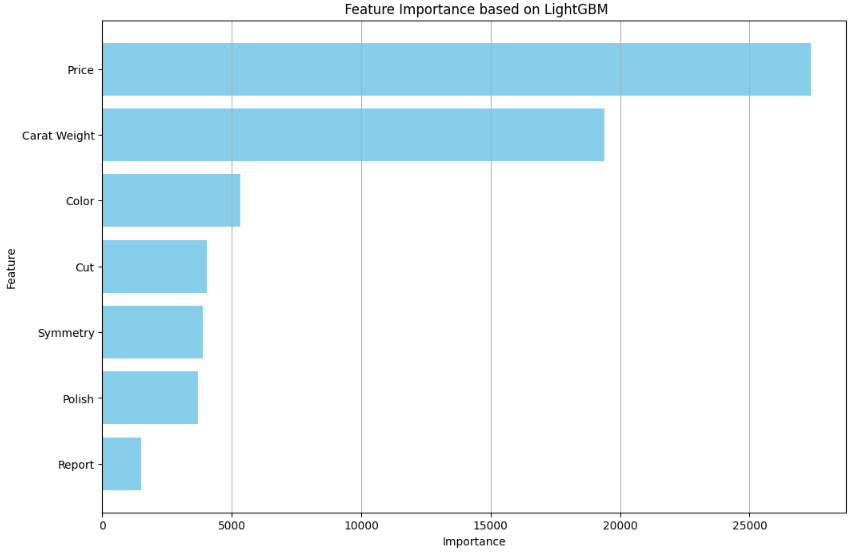 Feature Importance based on LightGBM
Feature
Price
Carat Weight
Color
Cut
Symmetry
Polish
Report
0 5000 10000 15000 20000 25000
Importance